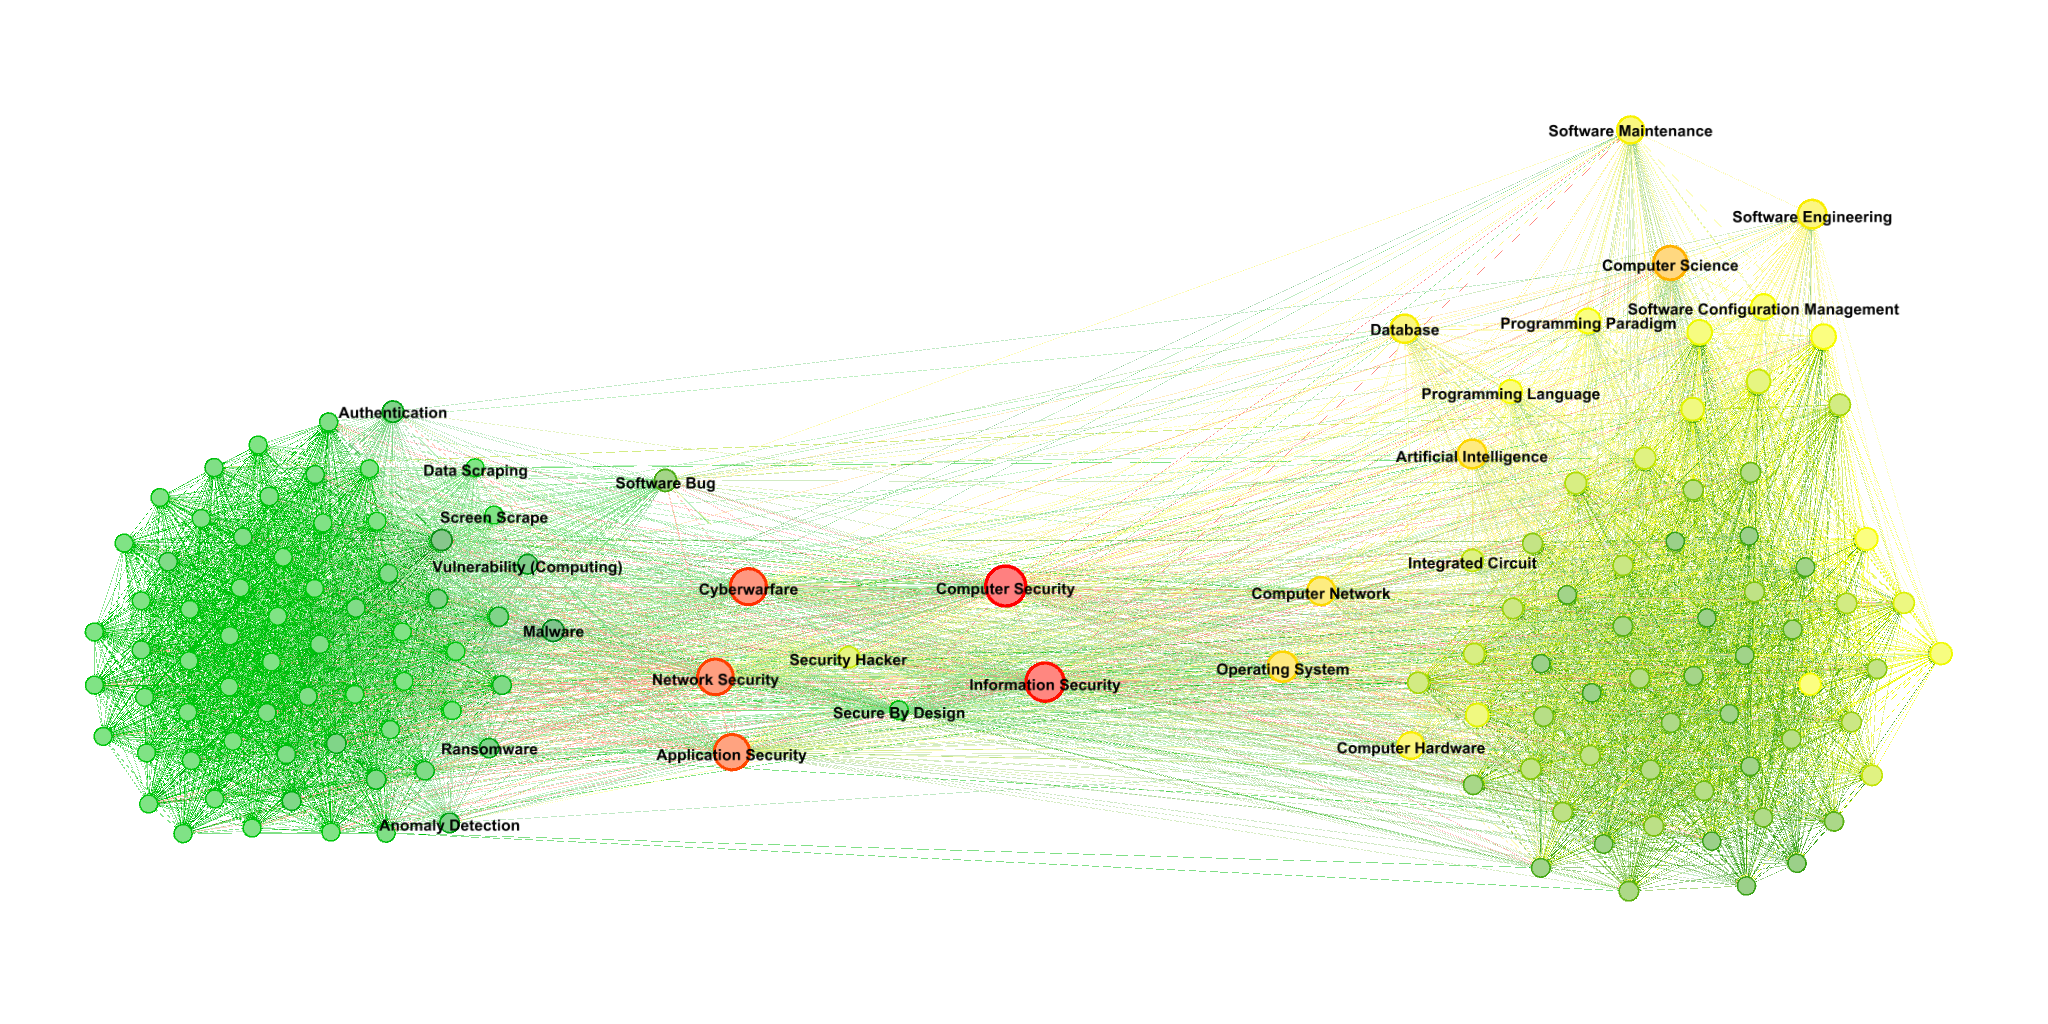 Software Maintenance
Software Engineering
Computer Science
Software Configuration Management
Programming Paradigm
Database
Programming Language
Authentication
Artificial Intelligence
Data Scraping
Software Bug
Screen Scrape
Integrated Circuit
Vulnerability (Computing)
Cyberwarfare
Computer Security
Computer Network
Malware
Security Hacker
Operating System
Network Security
Information Security
Secure By Design
Computer Hardware
Ransomware
Application Security
Anomaly Detection